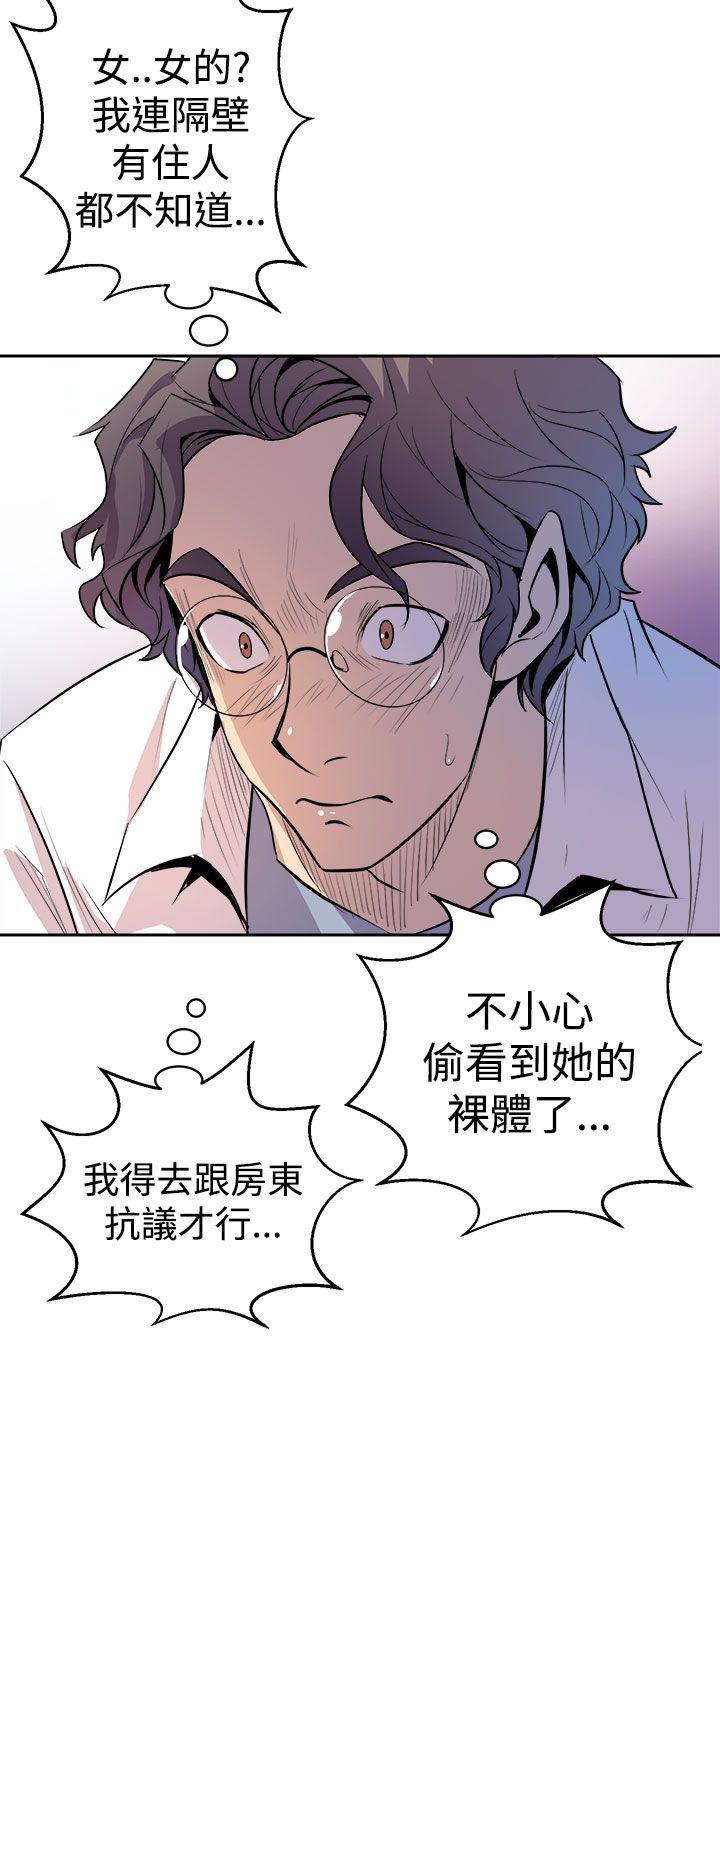 女..女的?
我連隔壁
有住人
都不知道...
不小心
偷看到她的
裸體了...
我得去跟房東
抗議才行...